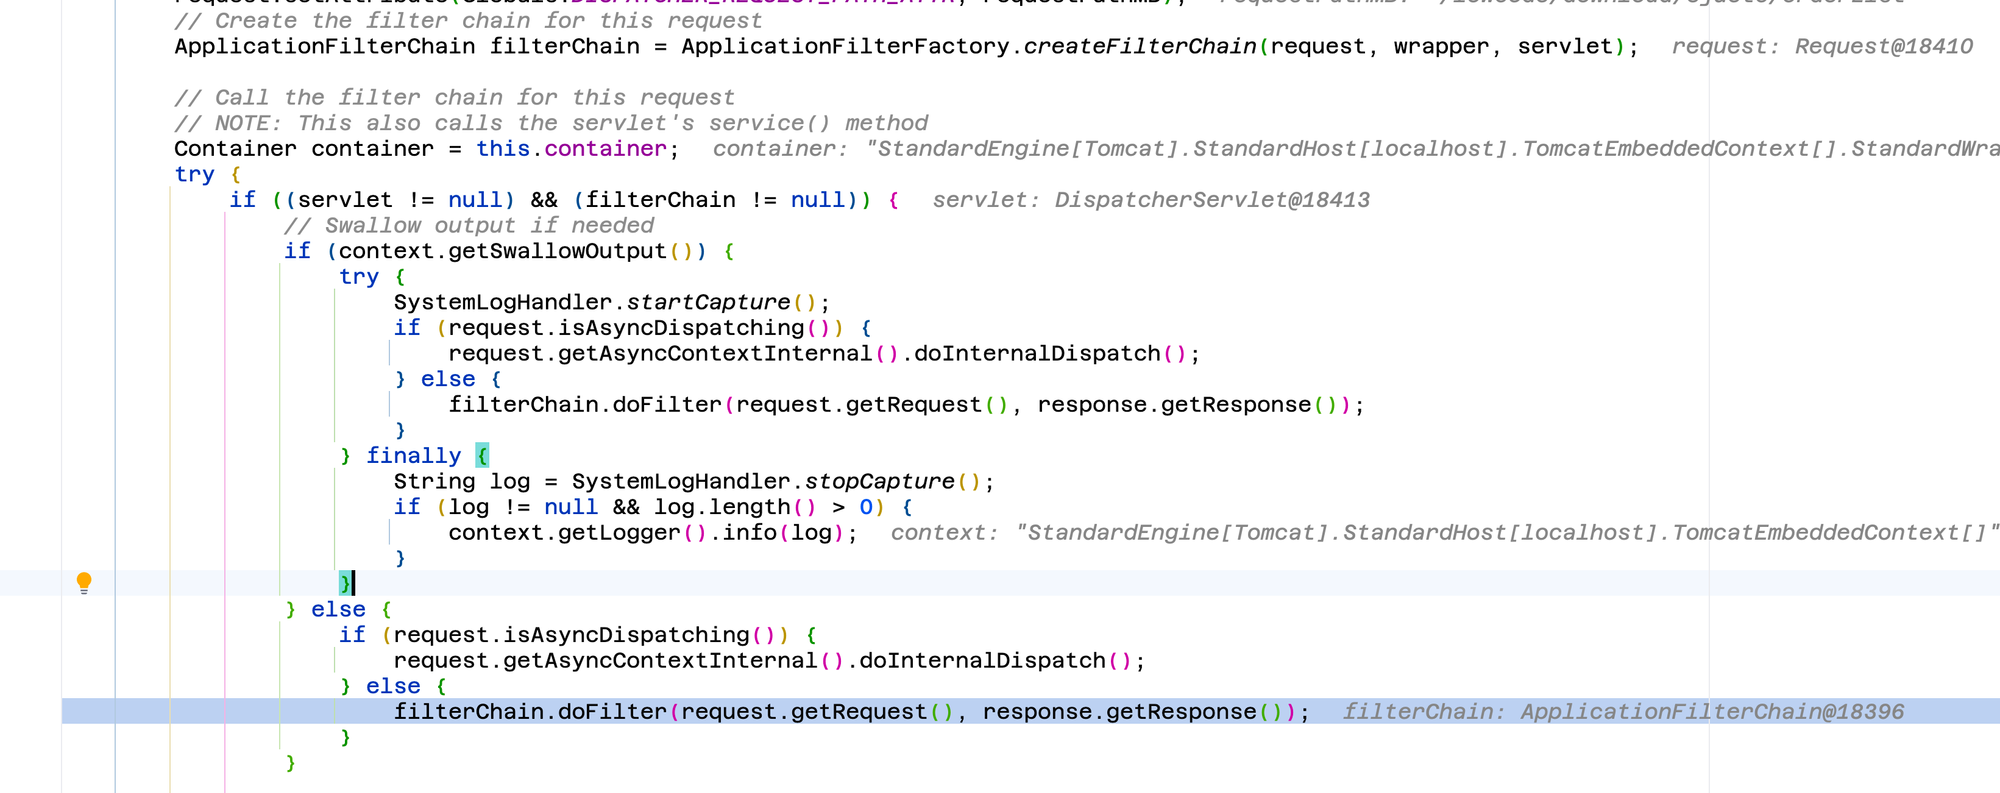 // Create the filter chain for this request
ApplicationFilterChain filterChain = ApplicationFilterFactory.createFilterChain(request, wrapper, servlet);   request: Request@18410
// Call the filter chain for this request
// NOTE: This also calls the servlet's service() method
Container container = this.container;   container: "StandardEngine[Tomcat].StandardHost[localhost].TomcatEmbeddedContext[].StandardWra
try {
if ((servlet != null) && (filterChain != null)) {   servlet: DispatcherServlet@18413
// Swallow output if needed
if (context.getSwallowOutput()) {
try {
SystemLogHandler.startCapture();
if (request.isAsyncDispatching()) {
request.getAsyncContextInternal().doInternalDispatch();
} else {
filterChain.doFilter(request.getRequest(), response.getResponse());
}
} finally {
String log = SystemLogHandler.stopCapture();
if (log != null && log.length() > 0) {
context.getLogger().info(log);   context: "StandardEngine[Tomcat].StandardHost[localhost].TomcatEmbeddedContext[]"
}
}
} else {
if (request.isAsyncDispatching()) {
request.getAsyncContextInternal().doInternalDispatch();
} else {
filterChain.doFilter(request.getRequest(), response.getResponse());   filterChain: ApplicationFilterChain@18396
}
}